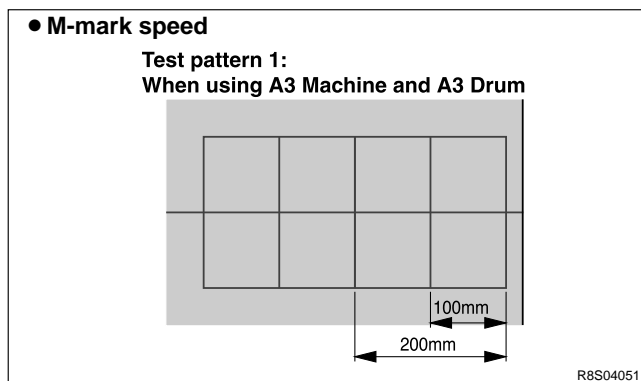 ● M-mark speed
Test pattern 1:
When using A3 Machine and A3 Drum
100mm
200mm
R8S04051